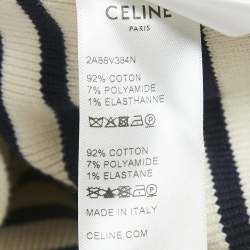 CELINE
PARIS
2AB8V384N
92% COTTON
7% POLYAMIDE
1% ELASTHANNE
92% COTTON
7% POLYAMIDE
1% ELASTANE
MADE IN ITALY
CELINE.COM